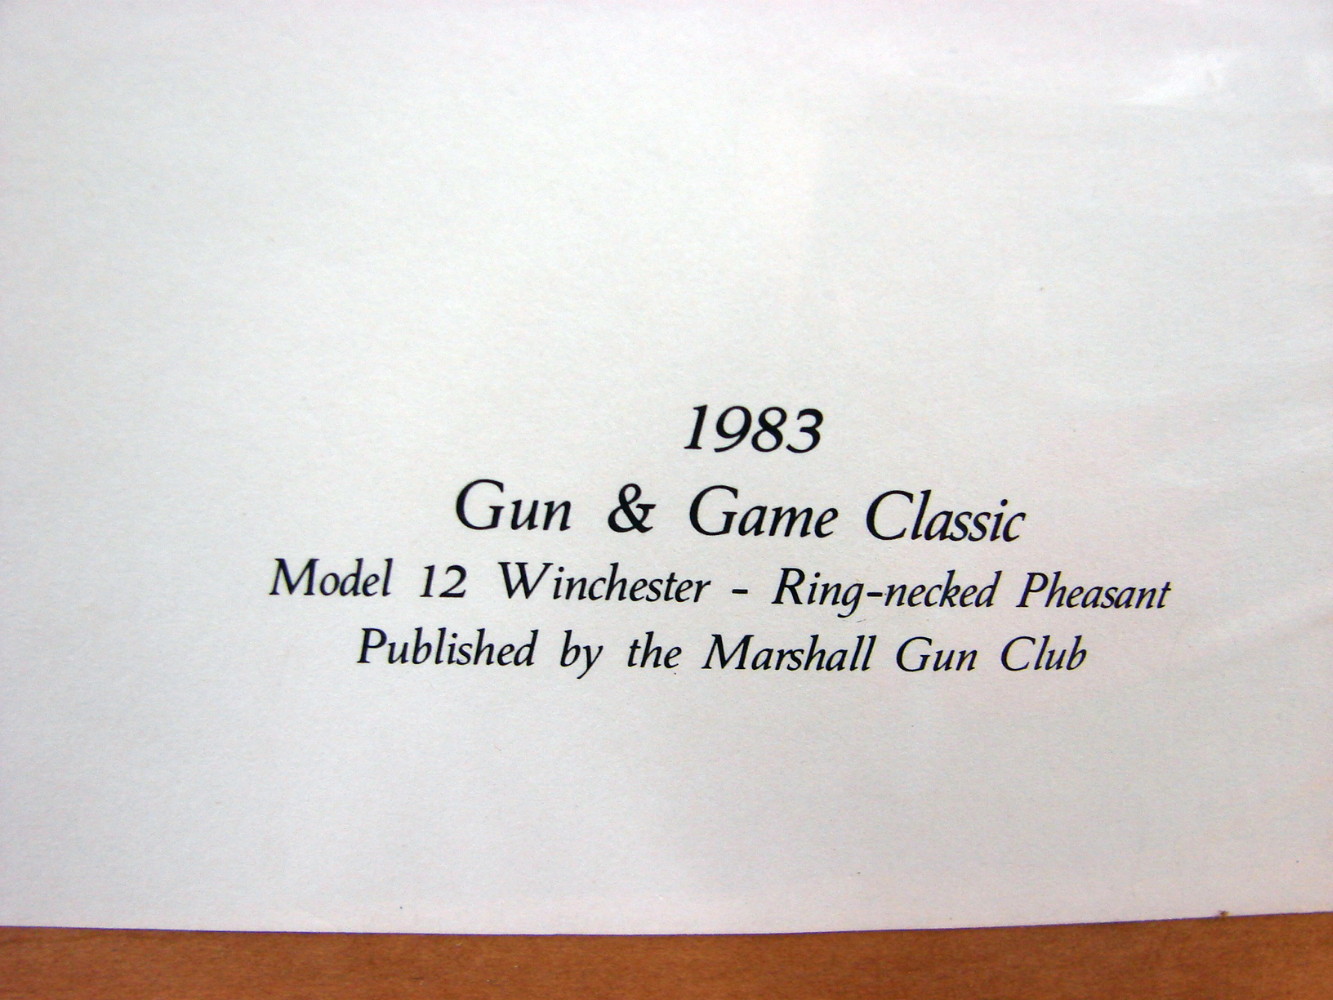 1983
Gun & Game Classic
Model 12 Winchester - Ring-necked Pheasant
Published by the Marshall Gun Club